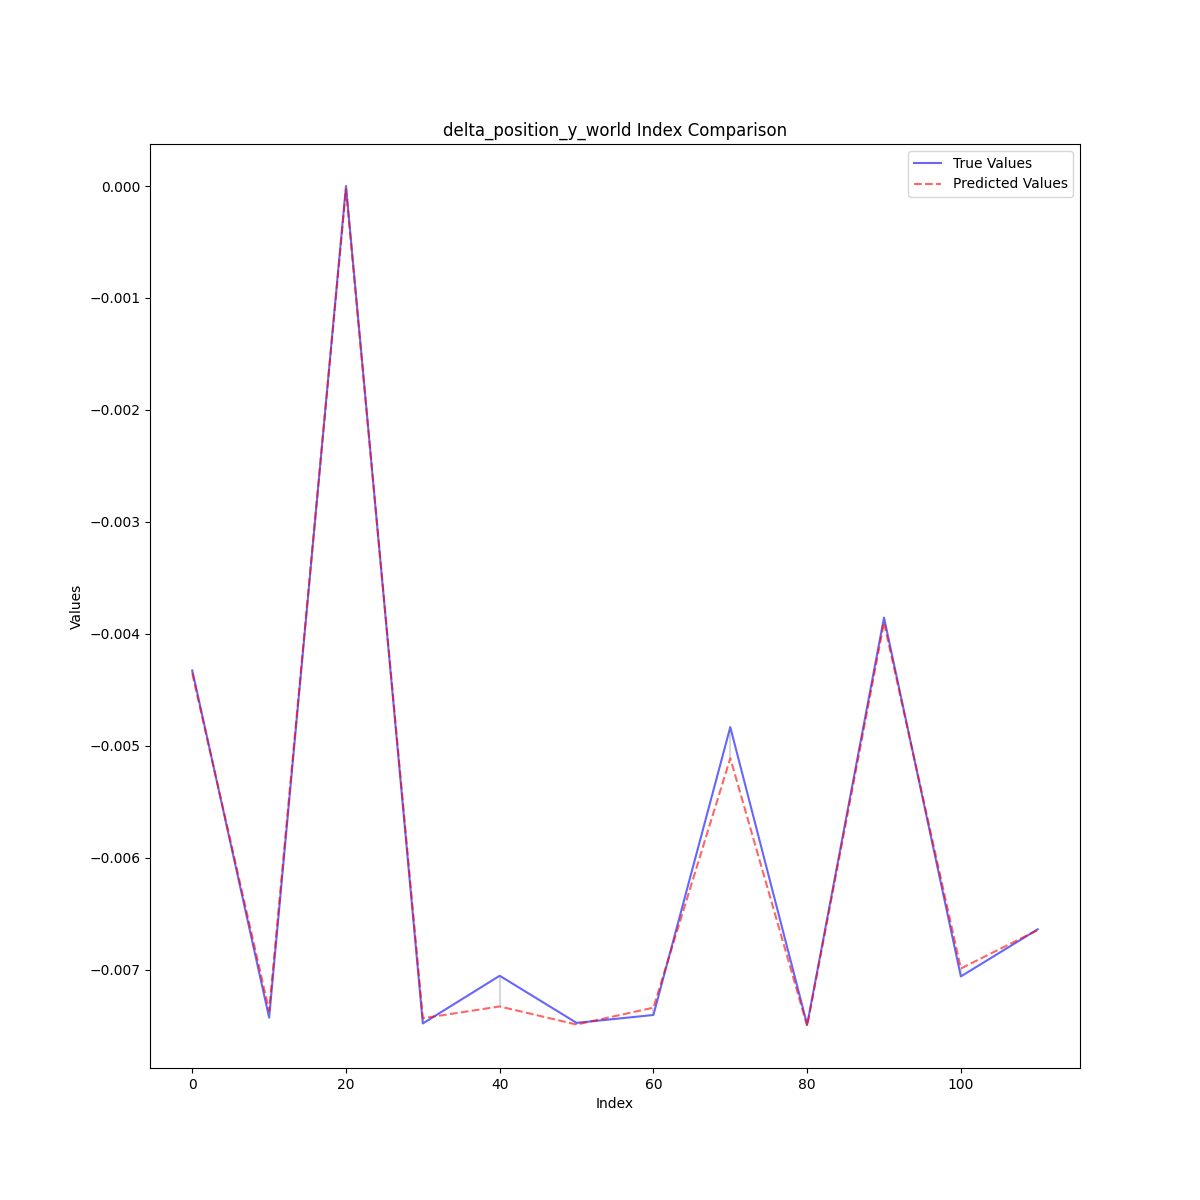 delta_position_y_world Index Comparison
True Values
Predicted Values
0.000
−0.001
−0.002
−0.003
−0.004
−0.005
−0.006
−0.007
Values
0 20 40 60 80 100
Index